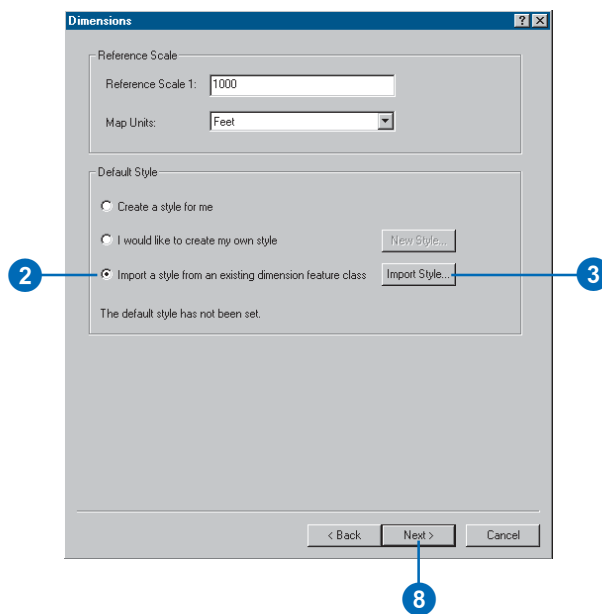 Dimensions
Reference Scale
Reference Scale 1: 1000
Map Units: Feet
Default Style
Create a style for me
I would like to create my own style New Style...
2 Import a style from an existing dimension feature class Import Style... 3
The default style has not been set.
< Back Next > Cancel
8